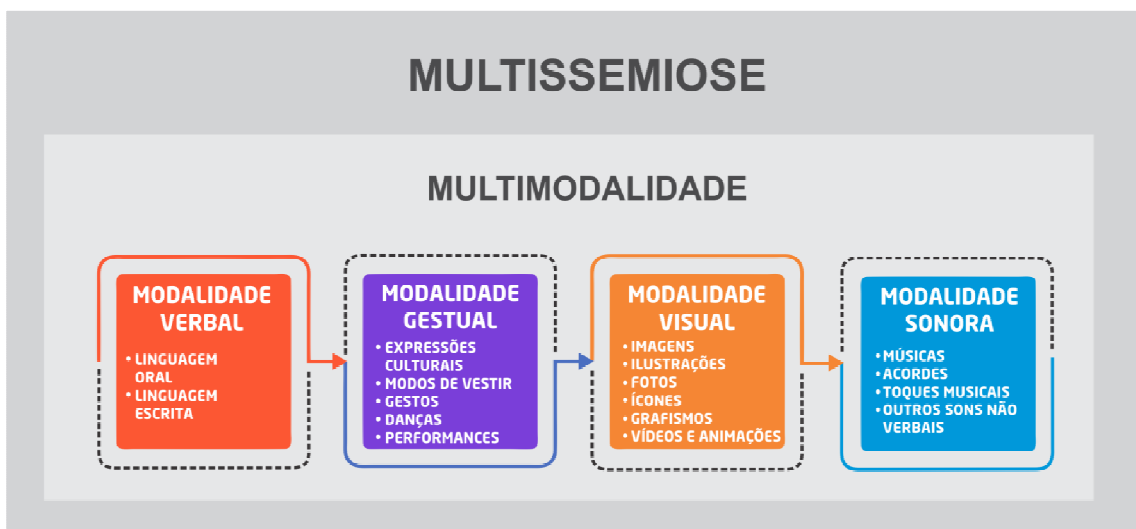 MULTISSEMIOSE
MULTIMODALIDADE
MODALIDADE
VERBAL
• LINGUAGEM
ORAL
• LINGUAGEM
ESCRITA
MODALIDADE
GESTUAL
• EXPRESSÕES
CULTURAIS
• MODOS DE VESTIR
• GESTOS
• DANÇAS
• PERFORMANCES
MODALIDADE
VISUAL
• IMAGENS
• ILUSTRAÇÕES
• FOTOS
• ÍCONES
• GRAFISMOS
• VÍDEOS E ANIMAÇÕES
MODALIDADE
SONORA
• MÚSICAS
• ACORDES
• TOQUES MUSICAIS
• OUTROS SONS NÃO
VERBAIS